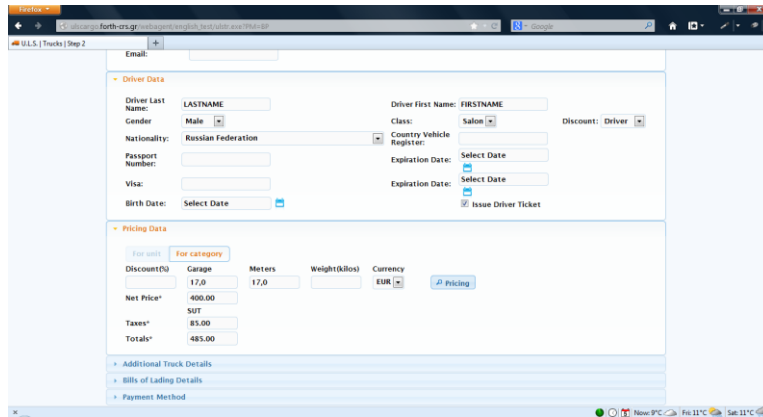 Firefox
ulscargo.forth-crs.gr/webagent/english_test/ulstr.exe?PM=BP
Google
U.L.S. | Trucks | Step 2
Email:
Driver Data
Driver Last Name: LASTNAME Driver First Name: FIRSTNAME
Gender Male Class: Salon Discount: Driver
Nationality: Russian Federation Country Vehicle Register:
Passport Number: Expiration Date: Select Date
Visa: Expiration Date: Select Date
Birth Date: Select Date Issue Driver Ticket
Pricing Data
For unit For category
Discount(%) Garage Meters Weight(kilos) Currency
17,0 17,0 EUR Pricing
Net Price* 400.00
SUT
Taxes* 85.00
Totals* 485.00
Additional Truck Details
Bills of Lading Details
Payment Method
x Now: 9°C Fri: 11°C Sat: 11°C